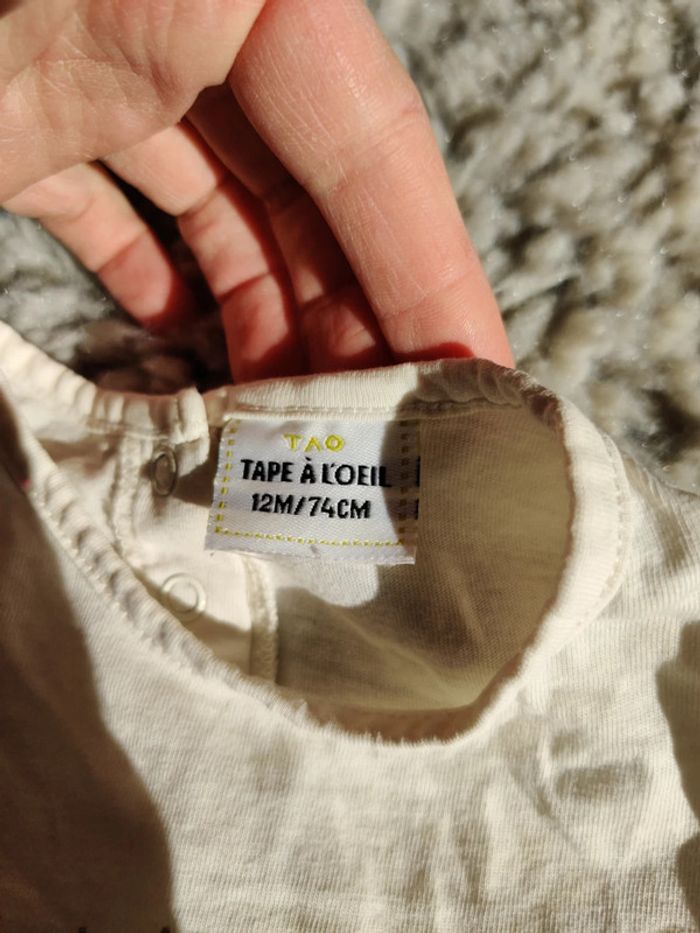 TAO
TAPE À L'OEIL
12M/74CM